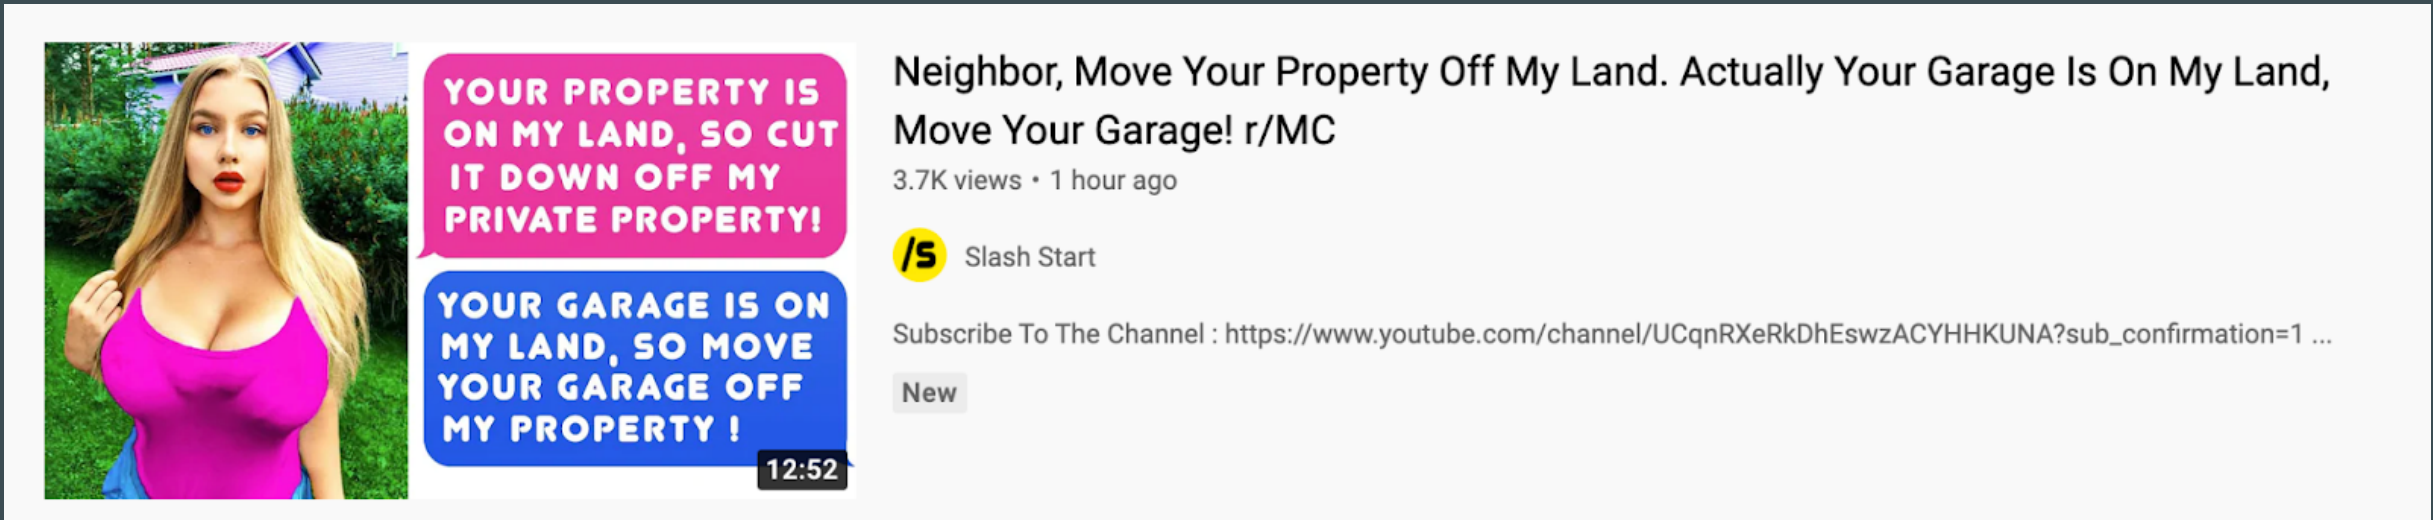 YOUR PROPERTY IS
ON MY LAND, SO CUT
IT DOWN OFF MY
PRIVATE PROPERTY!
YOUR GARAGE IS ON
MY LAND, SO MOVE
YOUR GARAGE OFF
MY PROPERTY !
12:52
Neighbor, Move Your Property Off My Land. Actually Your Garage Is On My Land,
Move Your Garage! r/MC
3.7K views • 1 hour ago
/S
Slash Start
Subscribe To The Channel : https://www.youtube.com/channel/UCqnRXeRkDhEswzACYHHKUNA?sub_confirmation=1 ...
New